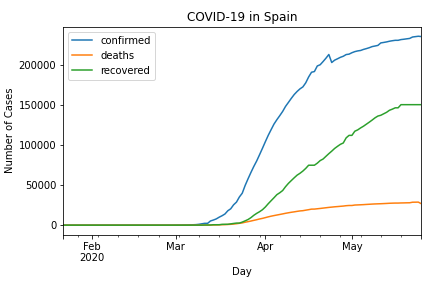 COVID-19 in Spain
confirmed
deaths
recovered
Number of Cases
200000
150000
100000
50000
0
Feb
2020
Mar
Apr
May
Day